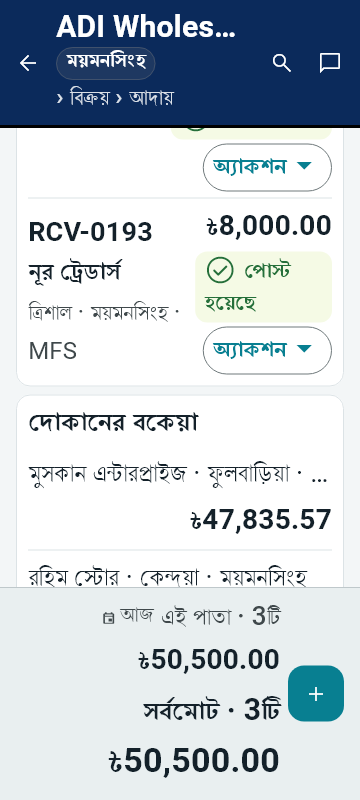 ADI Wholes…
ময়মনসিংহ
› বিক্রয় › আদায়
অ্যাকশন
RCV-0193
৳8,000.00
নূর ট্রেডার্স
পোস্ট হয়েছে
ত্রিশাল · ময়মনসিংহ ·
MFS
অ্যাকশন
দোকানের বকেয়া
মুসকান এন্টারপ্রাইজ · ফুলবাড়িয়া · ...
৳47,835.57
রহিম স্টোর · কেন্দুয়া · ময়মনসিংহ
আজ এই পাতা · 3টি
৳50,500.00
সর্বমোট · 3টি
৳50,500.00